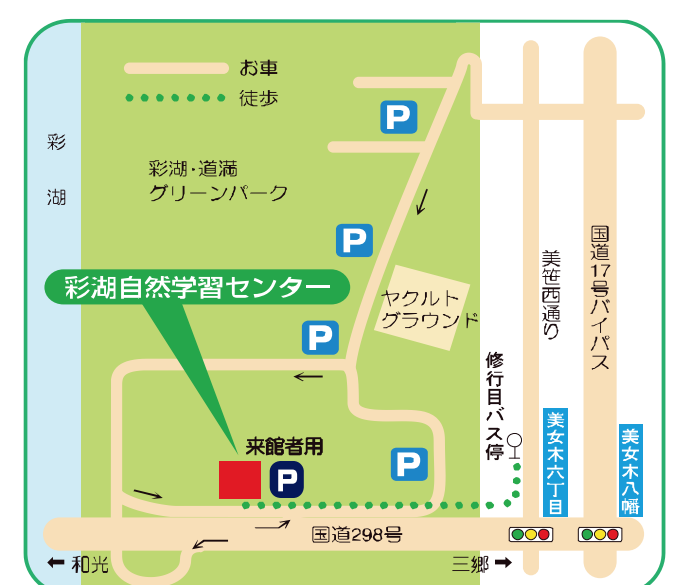 お車
徒歩
彩湖
彩湖・道満
グリーンパーク
P
P
P
P
P
彩湖自然学習センター
ヤクルト
グラウンド
美笹西通り
国道17号バイパス
修行目バス停
美女木六丁目
美女木八幡
来館者用
国道298号
和光
三郷